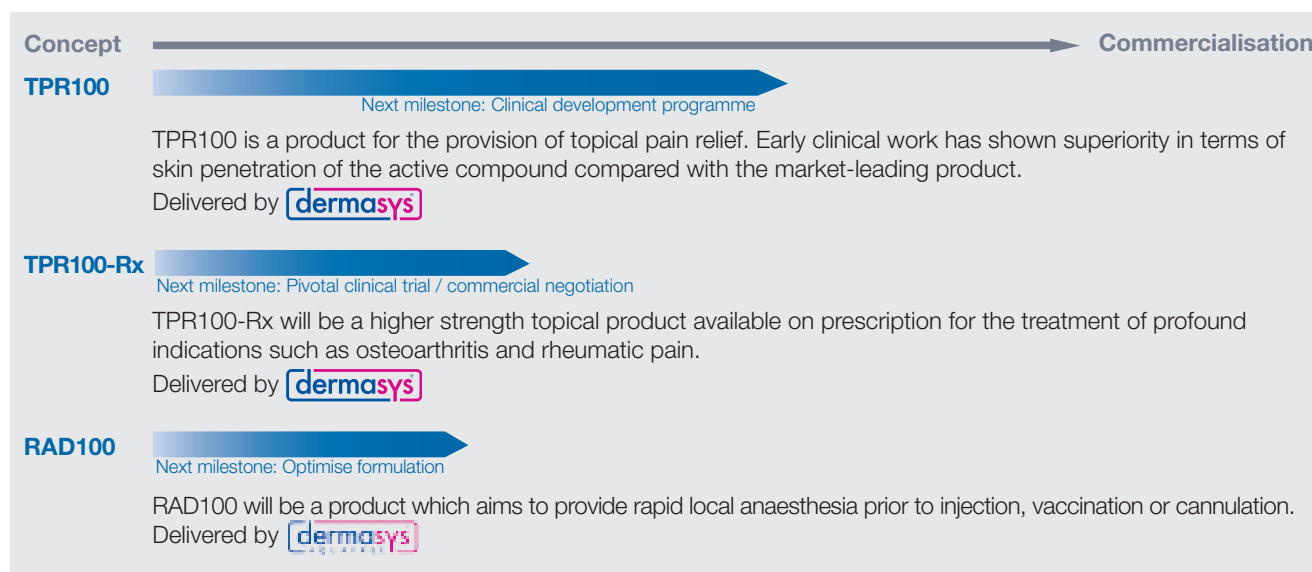 Concept Commercialisation
TPR100
Next milestone: Clinical development programme
TPR100 is a product for the provision of topical pain relief. Early clinical work has shown superiority in terms of
skin penetration of the active compound compared with the market-leading product.
Delivered by dermasys
TPR100-Rx
Next milestone: Pivotal clinical trial / commercial negotiation
TPR100-Rx will be a higher strength topical product available on prescription for the treatment of profound
indications such as osteoarthritis and rheumatic pain.
Delivered by dermasys
RAD100
Next milestone: Optimise formulation
RAD100 will be a product which aims to provide rapid local anaesthesia prior to injection, vaccination or cannulation.
Delivered by dermasys